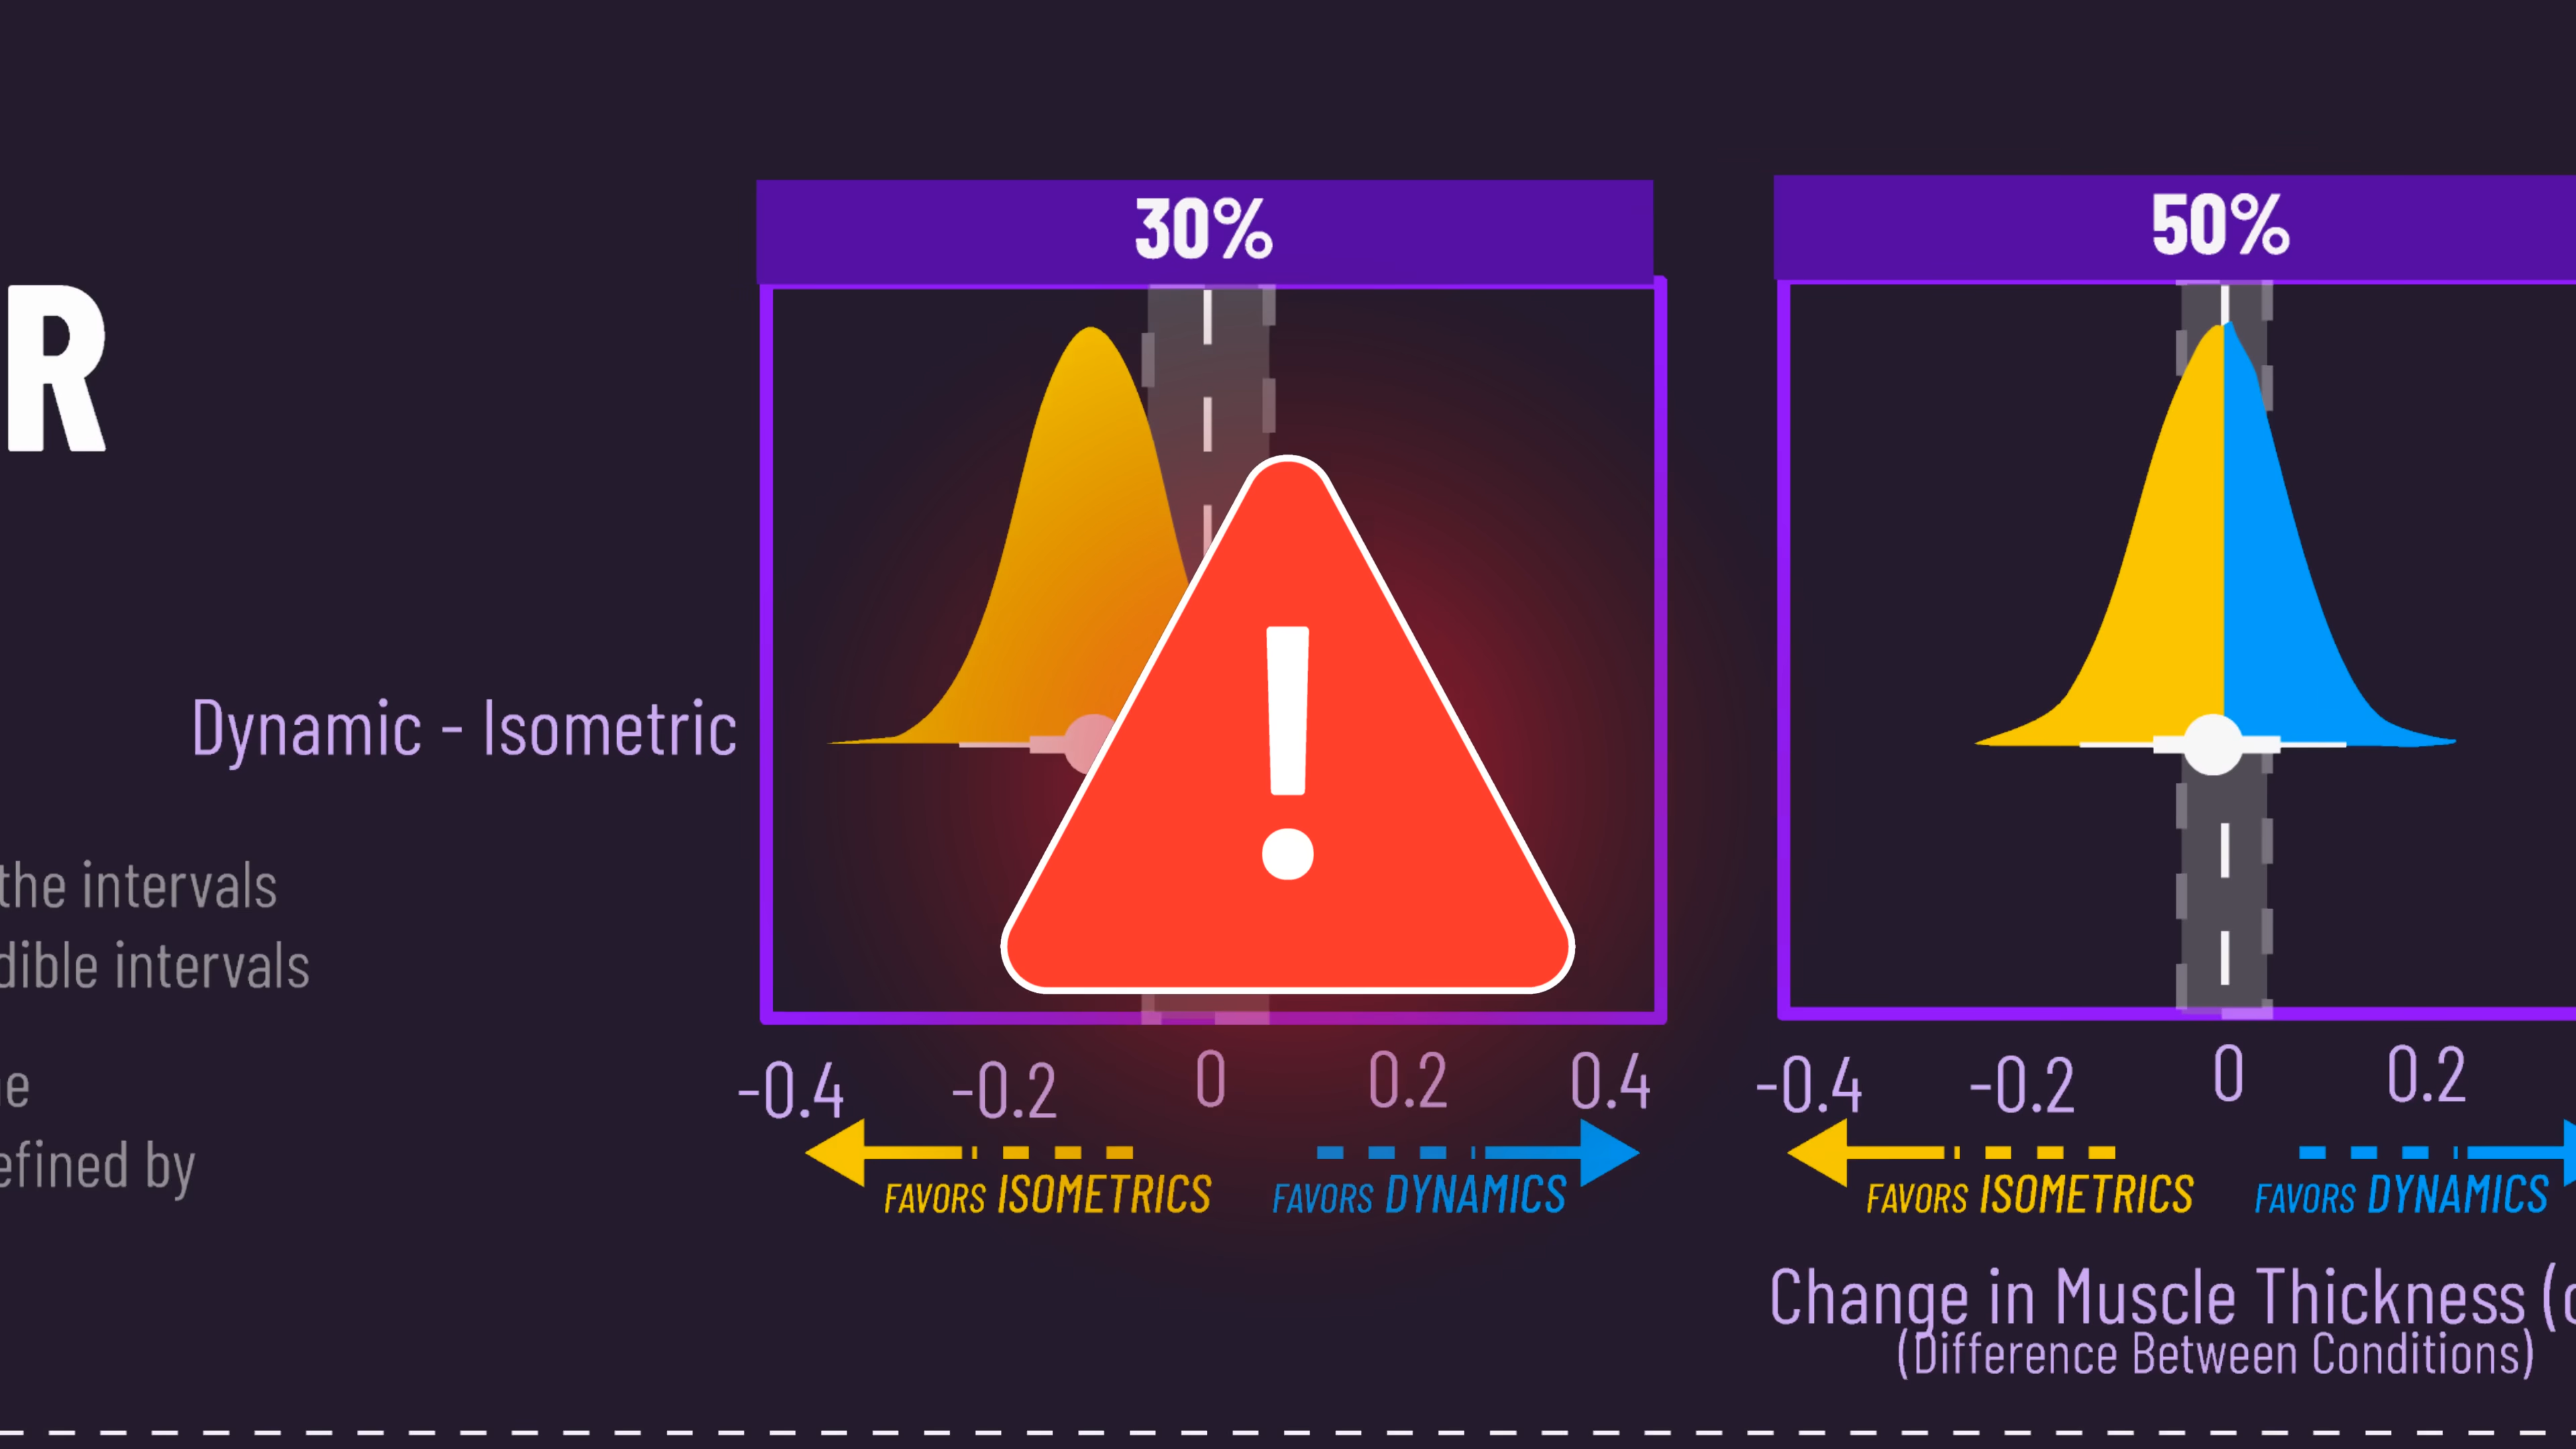 30%
50%
R
Dynamic - Isometric
the intervals
dible intervals
e
efined by
-0.4 -0.2 0 0.2 0.4
-0.4 -0.2 0 0.2
FAVORS ISOMETRICS FAVORS DYNAMICS
FAVORS ISOMETRICS FAVORS DYNAMICS
Change in Muscle Thickness (
(Difference Between Conditions)
!